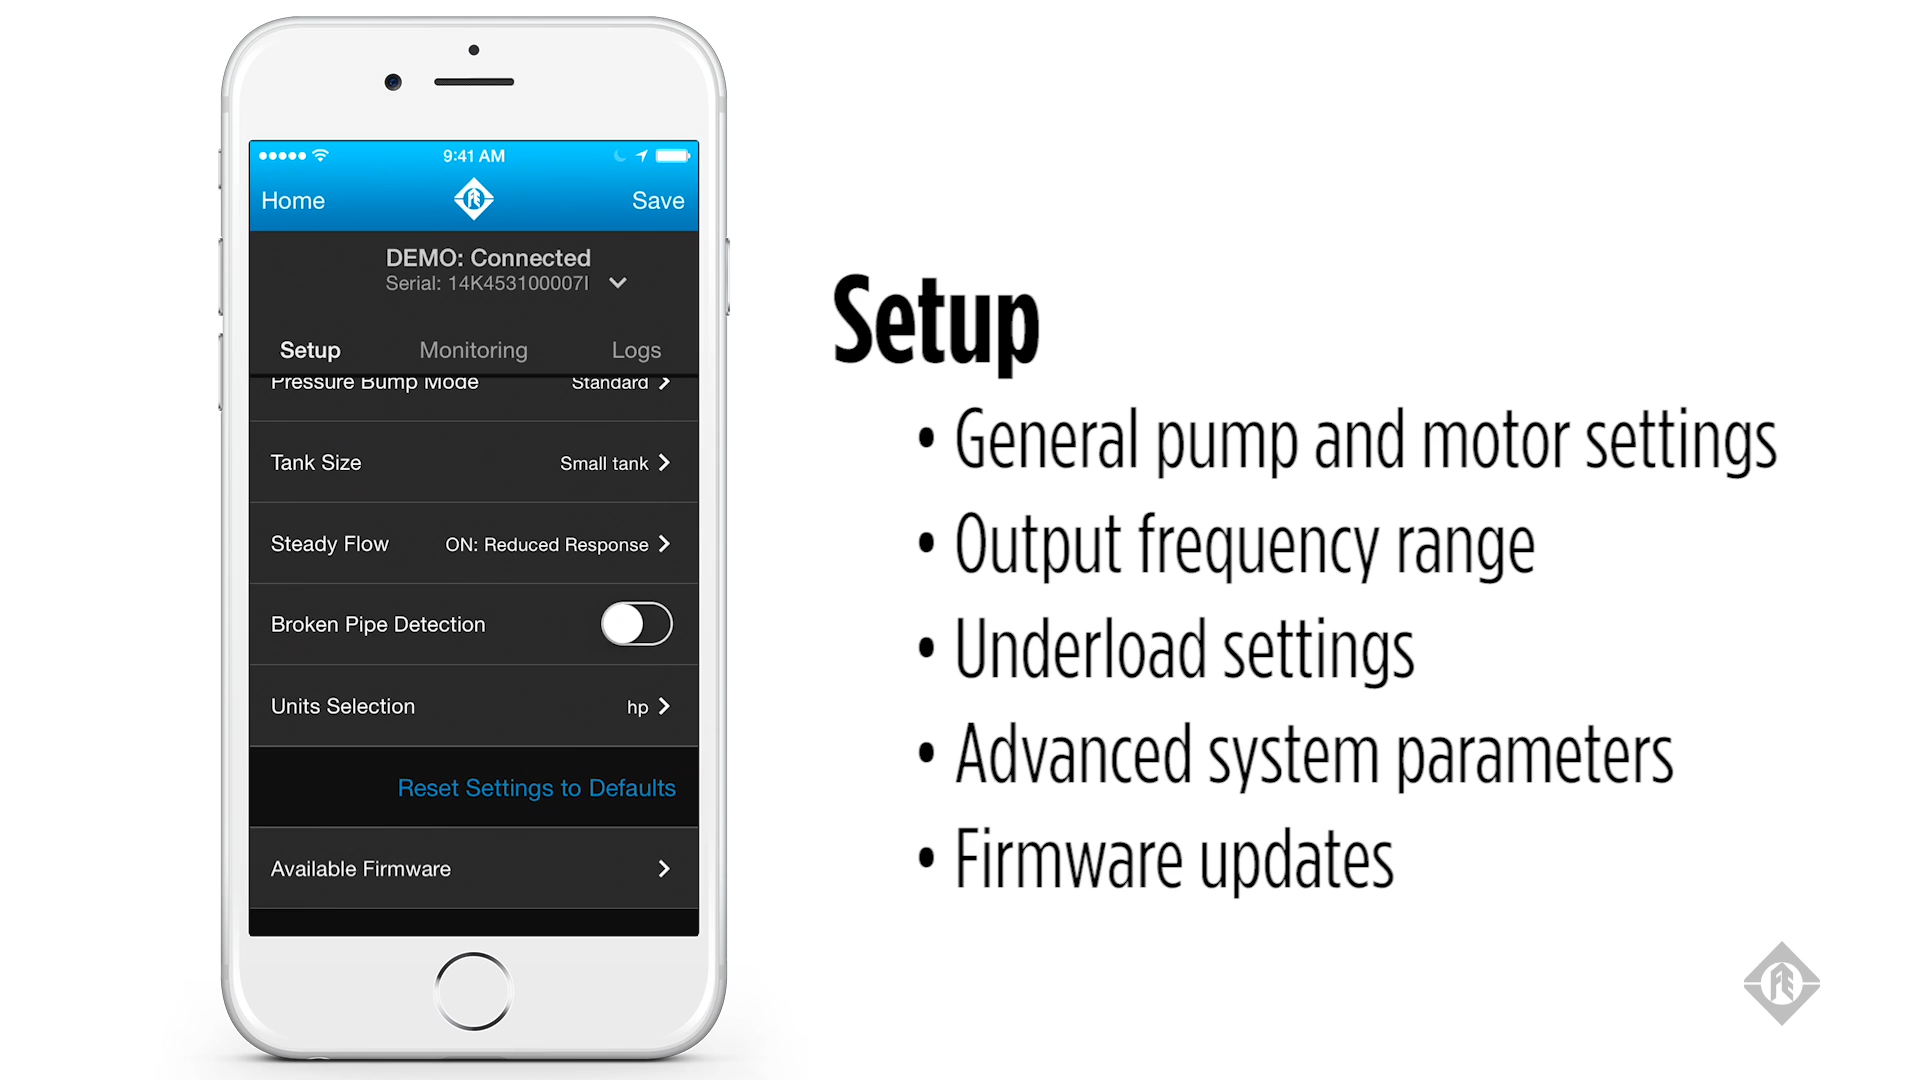 9:41 AM
Home
Save
DEMO: Connected
Serial: 14K453100007I
Setup Monitoring Logs
Pressure Bump Mode Standard
Tank Size Small tank
Steady Flow ON: Reduced Response
Broken Pipe Detection
Units Selection hp
Reset Settings to Defaults
Available Firmware
Setup
• General pump and motor settings
• Output frequency range
• Underload settings
• Advanced system parameters
• Firmware updates